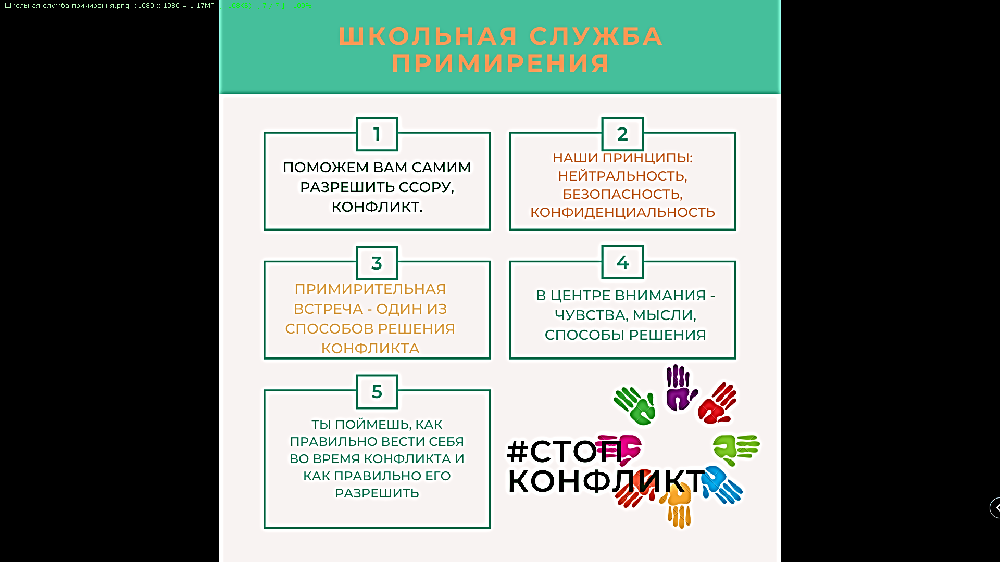 Школьная служба примирения.png (1080 x 1080 = 1.17MP
ШКОЛЬНАЯ СЛУЖБА
ПРИМИРЕНИЯ
1
ПОМОЖЕМ ВАМ САМИМ
РАЗРЕШИТЬ ССОРУ,
КОНФЛИКТ.
2
НАШИ ПРИНЦИПЫ:
НЕЙТРАЛЬНОСТЬ,
БЕЗОПАСНОСТЬ,
КОНФИДЕНЦИАЛЬНОСТЬ
3
ПРИМИРИТЕЛЬНАЯ
ВСТРЕЧА - ОДИН ИЗ
СПОСОБОВ РЕШЕНИЯ
КОНФЛИКТА
4
В ЦЕНТРЕ ВНИМАНИЯ -
ЧУВСТВА, МЫСЛИ,
СПОСОБЫ РЕШЕНИЯ
5
ТЫ ПОЙМЕШЬ, КАК
ПРАВИЛЬНО ВЕСТИ СЕБЯ
ВО ВРЕМЯ КОНФЛИКТА И
КАК ПРАВИЛЬНО ЕГО
РАЗРЕШИТЬ
#СТОП
КОНФЛИКТ